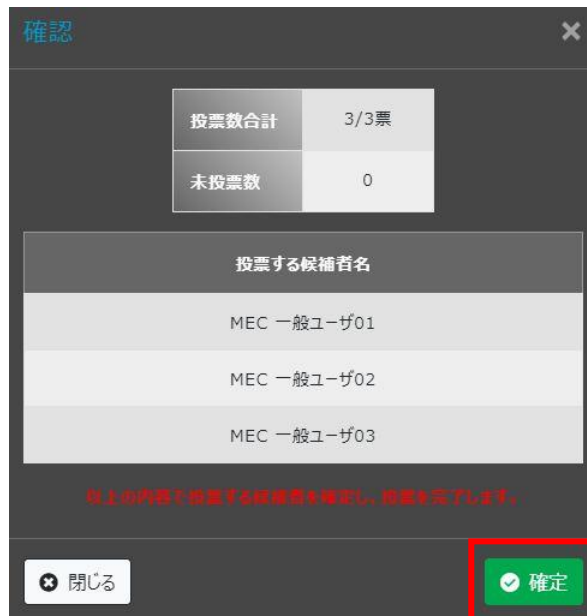 確認
投票数合計 3/3票
未投票数 0
投票する候補者名
MEC 一般ユーザ01
MEC 一般ユーザ02
MEC 一般ユーザ03
以上の内容で投票する候補者を確定し、投票を完了します。
閉じる 確定